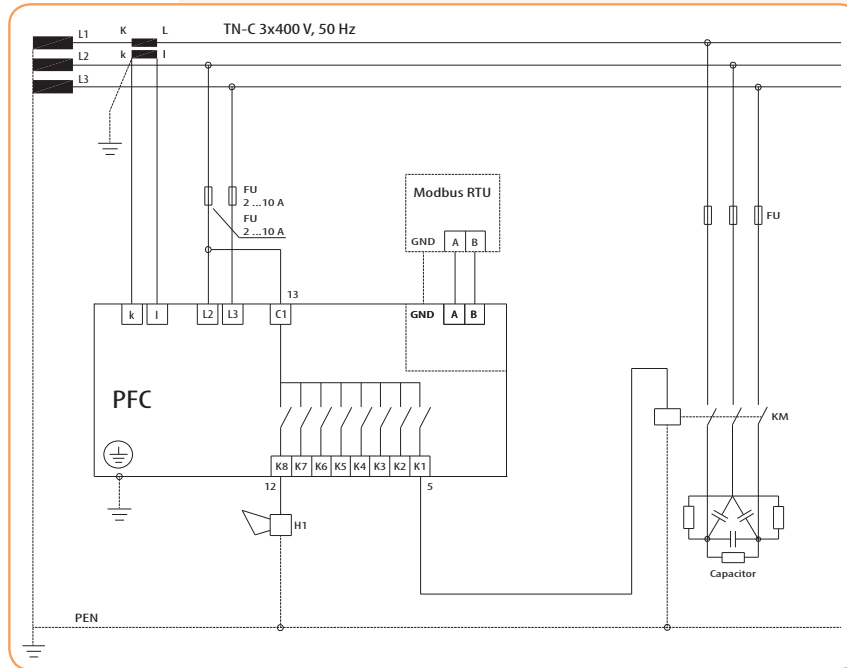 TN-C 3x400 V, 50 Hz
L1 K L
k l
L2
L3
FU
2 ...10 A
FU
2 ...10 A
Modbus RTU
GND A B
FU
13
k l L2 L3 C1 GND A B
PFC
KM
K8 K7 K6 K5 K4 K3 K2 K1
12 5
H1
Capacitor
PEN